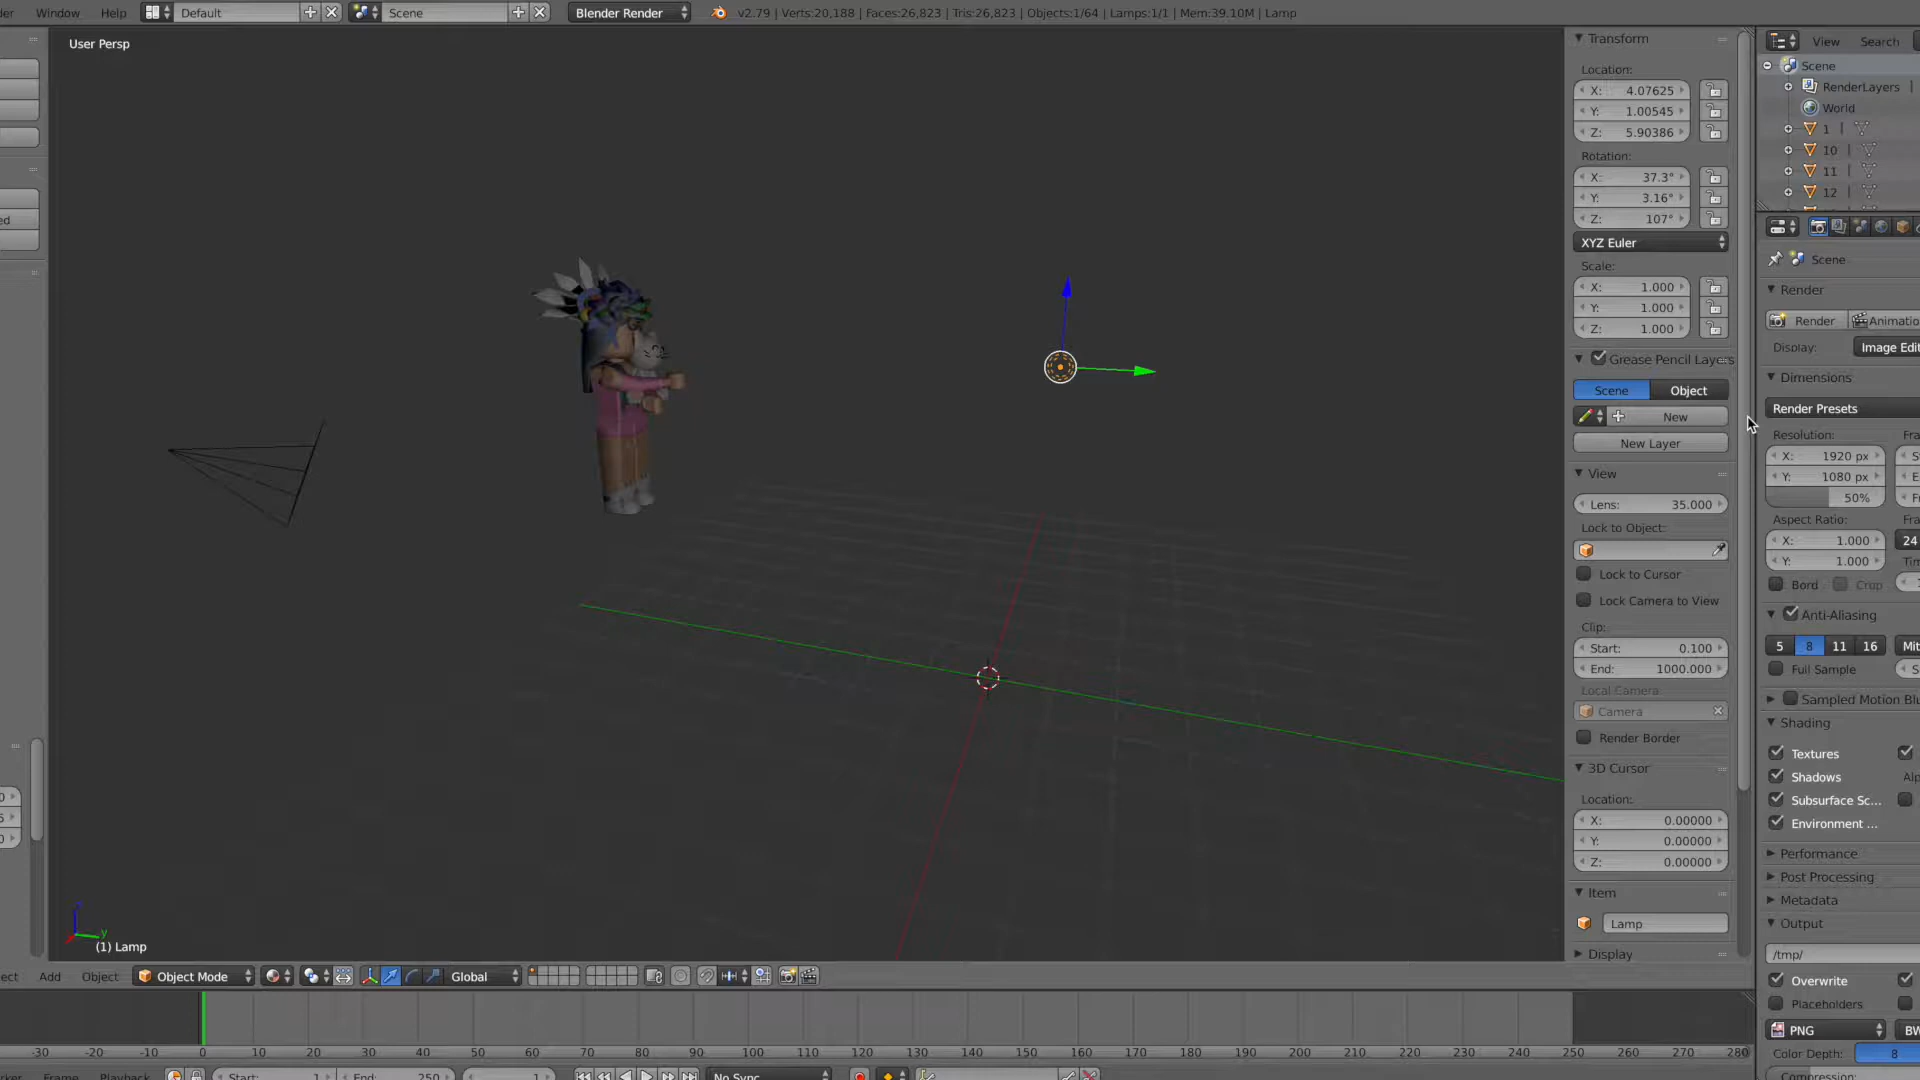 Window Help Default Scene Blender Render v2.79 | Verts:20,188 | Faces:26,823 | Tris:26,823 | Objects:1/64 | Lamps:1/1 | Mem:39.10M | Lamp
User Persp
(1) Lamp
Transform
Location:
X: 4.07625
Y: 1.00545
Z: 5.90386
Rotation:
X: 37.3°
Y: 3.16°
Z: 107°
XYZ Euler
Scale:
X: 1.000
Y: 1.000
Z: 1.000
Grease Pencil Layers
Scene Object
New
New Layer
View
Lens: 35.000
Lock to Object:
Lock to Cursor
Lock Camera to View
Clip:
Start: 0.100
End: 1000.000
Local Camera:
Camera
Render Border
3D Cursor
Location:
X: 0.00000
Y: 0.00000
Z: 0.00000
Item
Lamp
Display
View Search
Scene
RenderLayers |
World
1 |
10 |
11 |
12 |
Scene
Render
Render Animatio
Display: Image Edit
Dimensions
Render Presets
Resolution: Fra
X: 1920 px
Y: 1080 px
50%
Aspect Ratio: Fra
X: 1.000 24
Y: 1.000
Bord Crop
Anti-Aliasing
5 8 11 16 Mit
Full Sample
Sampled Motion Blu
Shading
Textures
Shadows Alp
Subsurface Sc...
Environment ...
Performance
Post Processing
Metadata
Output
/tmp/
Overwrite
Placeholders
PNG BW
Color Depth: 8
Add Object Object Mode Global
-30 -20 -10 0 10 20 30 40 50 60 70 80 90 100 110 120 130 140 150 160 170 180 190 200 210 220 230 240 250 260 270 280
Frame Playback Start: 1 End: 250 1 No Sync